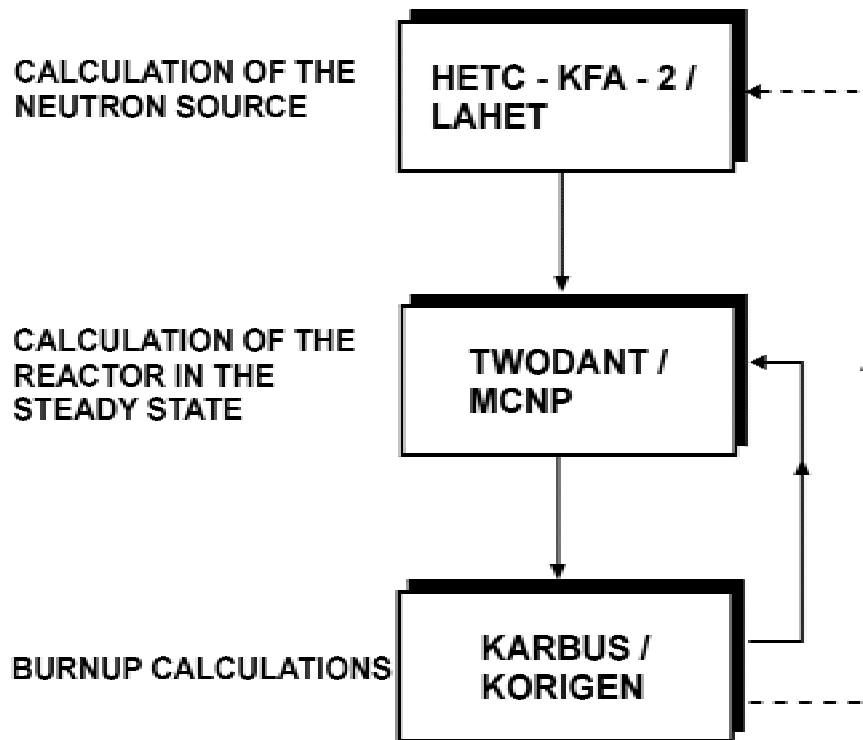 CALCULATION OF THE
NEUTRON SOURCE
HETC - KFA - 2 /
LAHET
CALCULATION OF THE
REACTOR IN THE
STEADY STATE
TWODANT /
MCNP
BURNUP CALCULATIONS
KARBUS /
KORIGEN